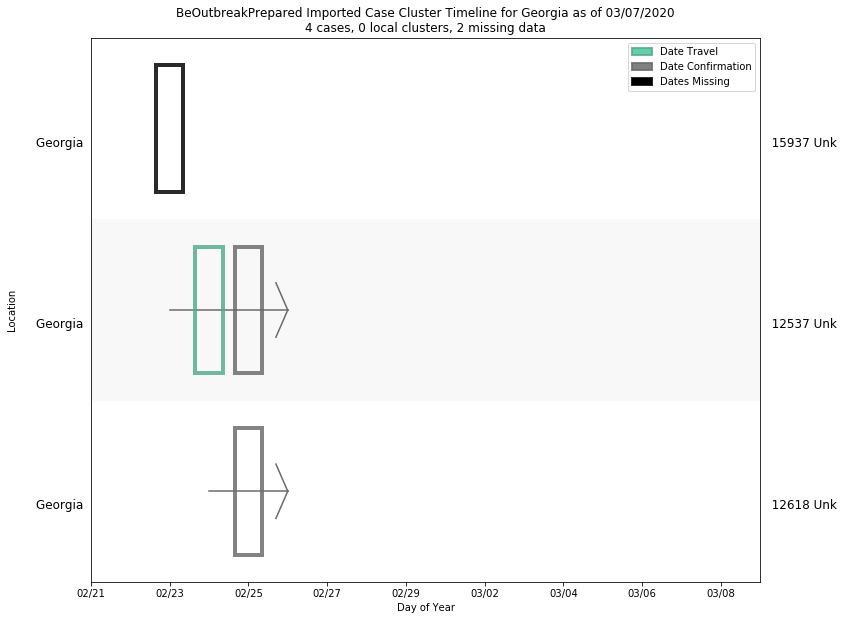 BeOutbreakPrepared Imported Case Cluster Timeline for Georgia as of 03/07/2020
4 cases, 0 local clusters, 2 missing data
Date Travel
Date Confirmation
Dates Missing
Georgia
15937 Unk
Georgia
12537 Unk
Location
Georgia
12618 Unk
02/21
02/23
02/25
02/27
02/29
03/02
03/04
03/06
03/08
Day of Year